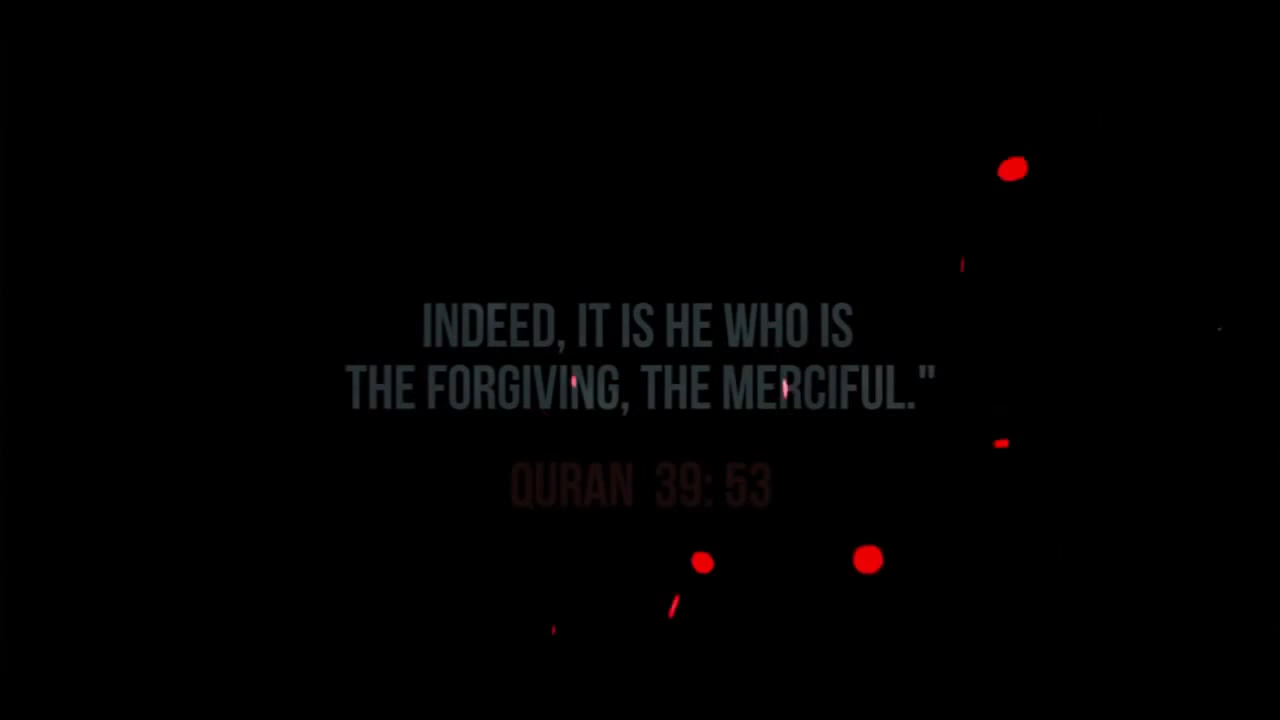 INDEED, IT IS HE WHO IS
THE FORGIVING, THE MERCIFUL."
QURAN 39: 53